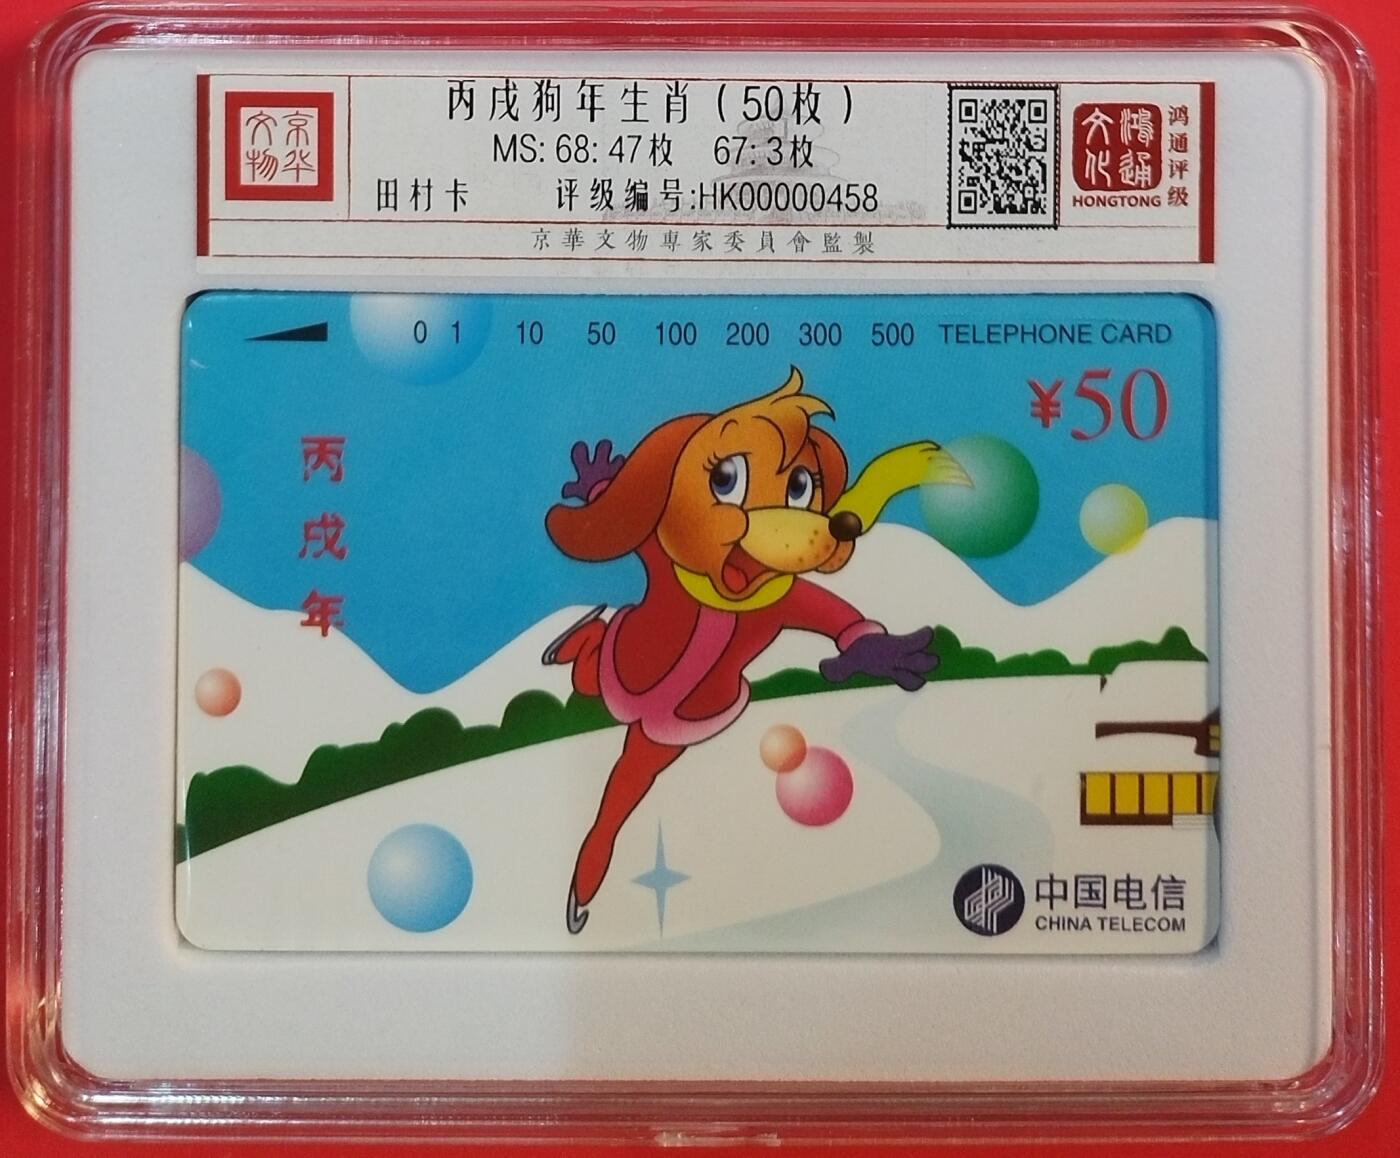 京华文物
丙戌狗年生肖（50枚）
MS: 68: 47枚 67: 3枚
田村卡 评级编号:HK00000458
京華文物專家委員會監製
鴻通文化
HONGTONG
鸿通评级
0 1 10 50 100 200 300 500 TELEPHONE CARD
¥50
丙戌年
中国电信
CHINA TELECOM